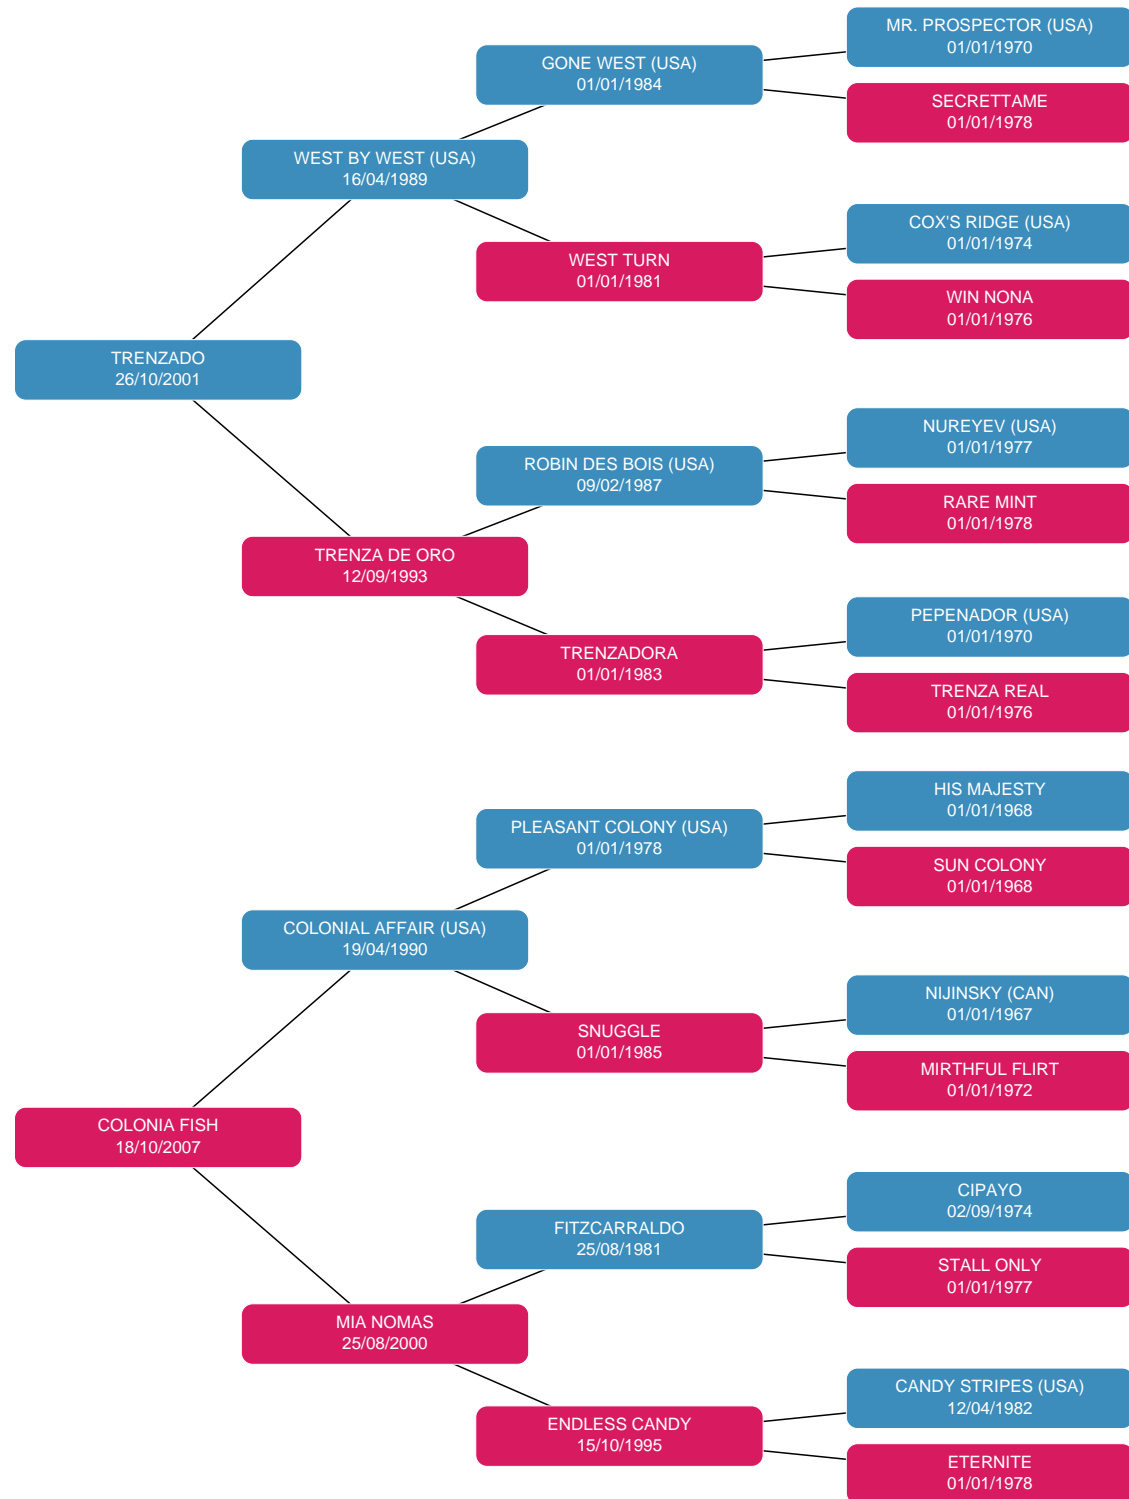 MR. PROSPECTOR (USA)
01/01/1970
GONE WEST (USA)
01/01/1984
SECRETTAME
01/01/1978
WEST BY WEST (USA)
16/04/1989
COX'S RIDGE (USA)
01/01/1974
WEST TURN
01/01/1981
WIN NONA
01/01/1976
TRENZADO
26/10/2001
NUREYEV (USA)
01/01/1977
ROBIN DES BOIS (USA)
09/02/1987
RARE MINT
01/01/1978
TRENZA DE ORO
12/09/1993
PEPENADOR (USA)
01/01/1970
TRENZADORA
01/01/1983
TRENZA REAL
01/01/1976
HIS MAJESTY
01/01/1968
PLEASANT COLONY (USA)
01/01/1978
SUN COLONY
01/01/1968
COLONIAL AFFAIR (USA)
19/04/1990
NIJINSKY (CAN)
01/01/1967
SNUGGLE
01/01/1985
MIRTHFUL FLIRT
01/01/1972
COLONIA FISH
18/10/2007
CIPAYO
02/09/1974
FITZCARRALDO
25/08/1981
STALL ONLY
01/01/1977
MIA NOMAS
25/08/2000
CANDY STRIPES (USA)
12/04/1982
ENDLESS CANDY
15/10/1995
ETERNITE
01/01/1978